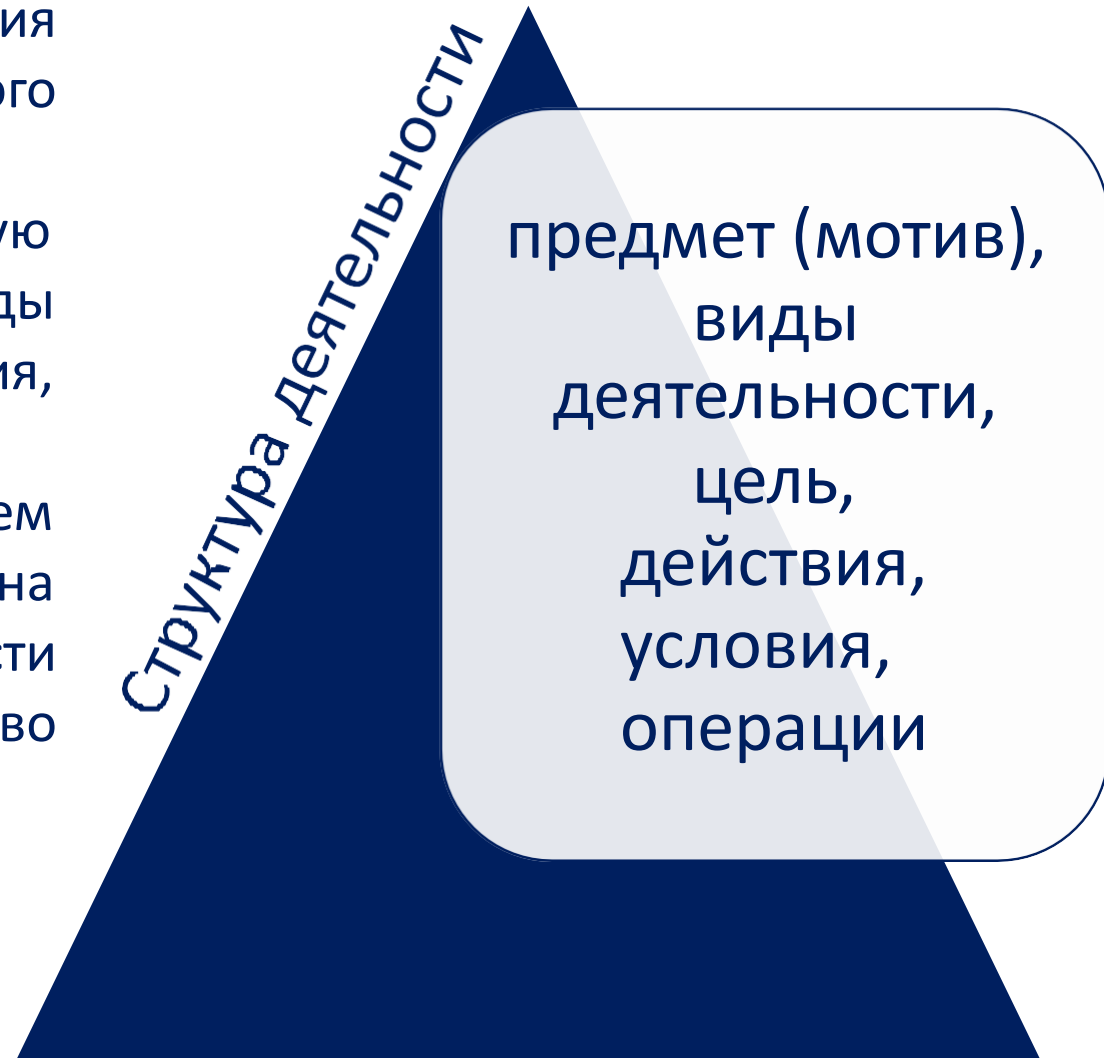 Структура деятельности
предмет (мотив),
виды
деятельности,
цель,
действия,
условия,
операции